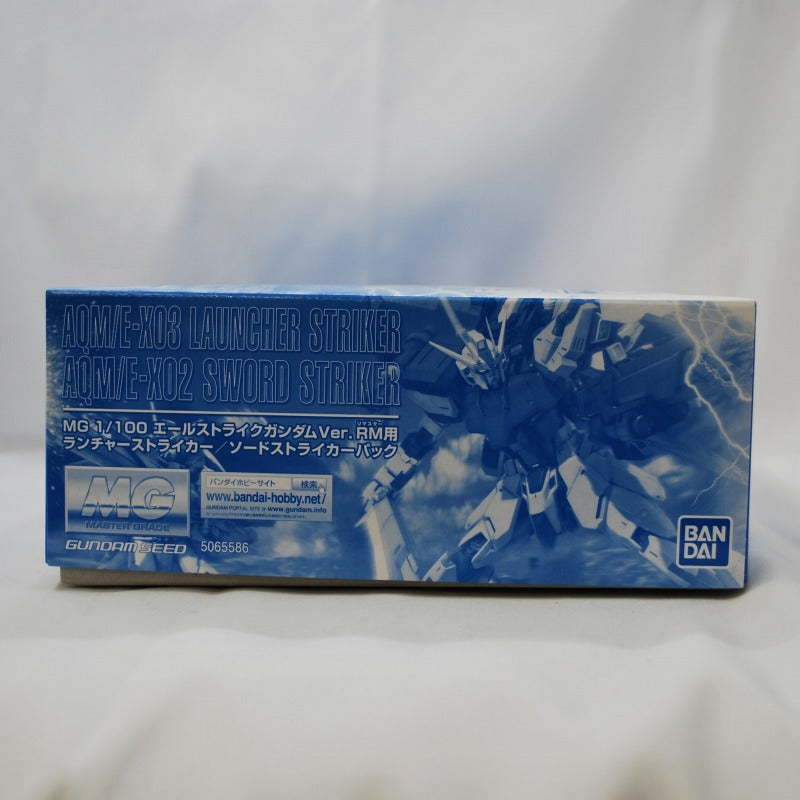 AQM/E-X03 LAUNCHER STRIKER
AQM/E-X02 SWORD STRIKER
MG 1/100 エールストライクガンダムVer. RM用
リマスター
ランチャーストライカー/ソードストライカーパック
MG
MASTER GRADE
バンダイホビーサイト 検索
www.bandai-hobby.net/
GUNDAM PORTAL SITE www.gundam.info
GUNDAM SEED 5065586
BAN
DAI